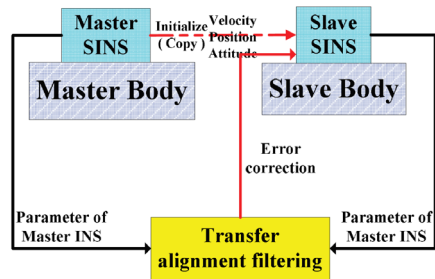 Master
SINS
Initialize
( Copy )
Velocity
Position
Attitude
Slave
SINS
Master Body
Slave Body
Error
correction
Parameter of
Master INS
Transfer
alignment filtering
Parameter of
Master INS